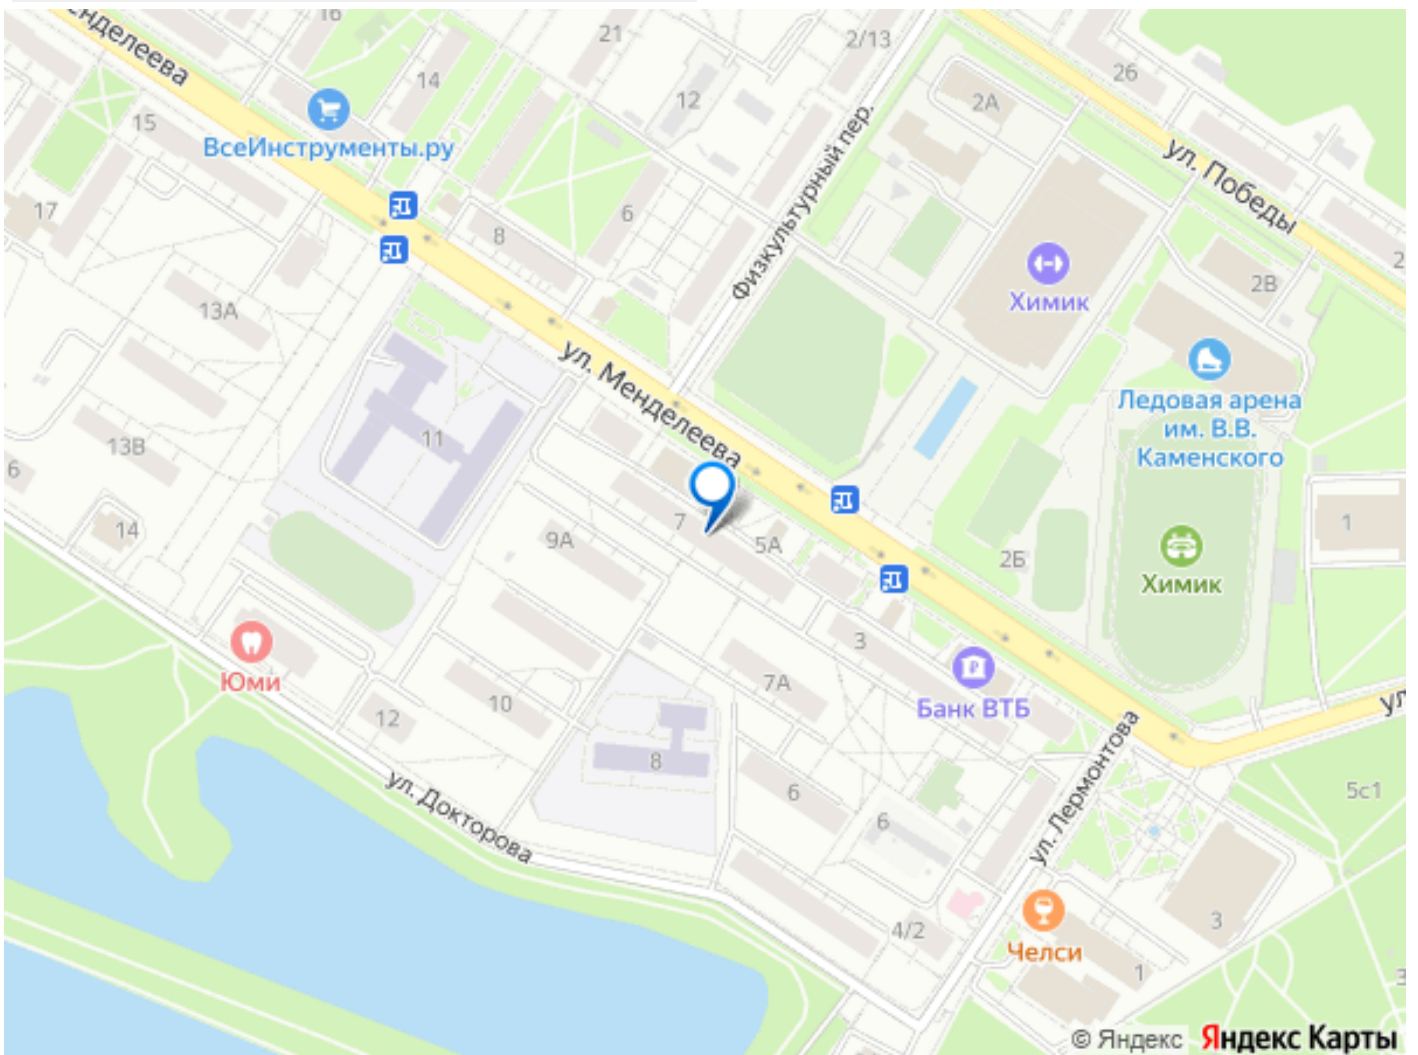 16
21
2/13
26
Менделеева
14
12
2А
15
ВсеИнструменты.ру
Физкультурный пер.
ул. Победы
17
8
6
13А
Химик
2В
2
ул. Менделеева
Ледовая арена
им. В.В.
Каменского
13В
11
6
14
9А
7
5А
2Б
1
Химик
Юми
12
10
7А
3
Банк ВТБ
ул. Лермонтова
ул. Докторова
8
6
6
5с1
4/2
Челси
1
3
3
© Яндекс Яндекс Карты